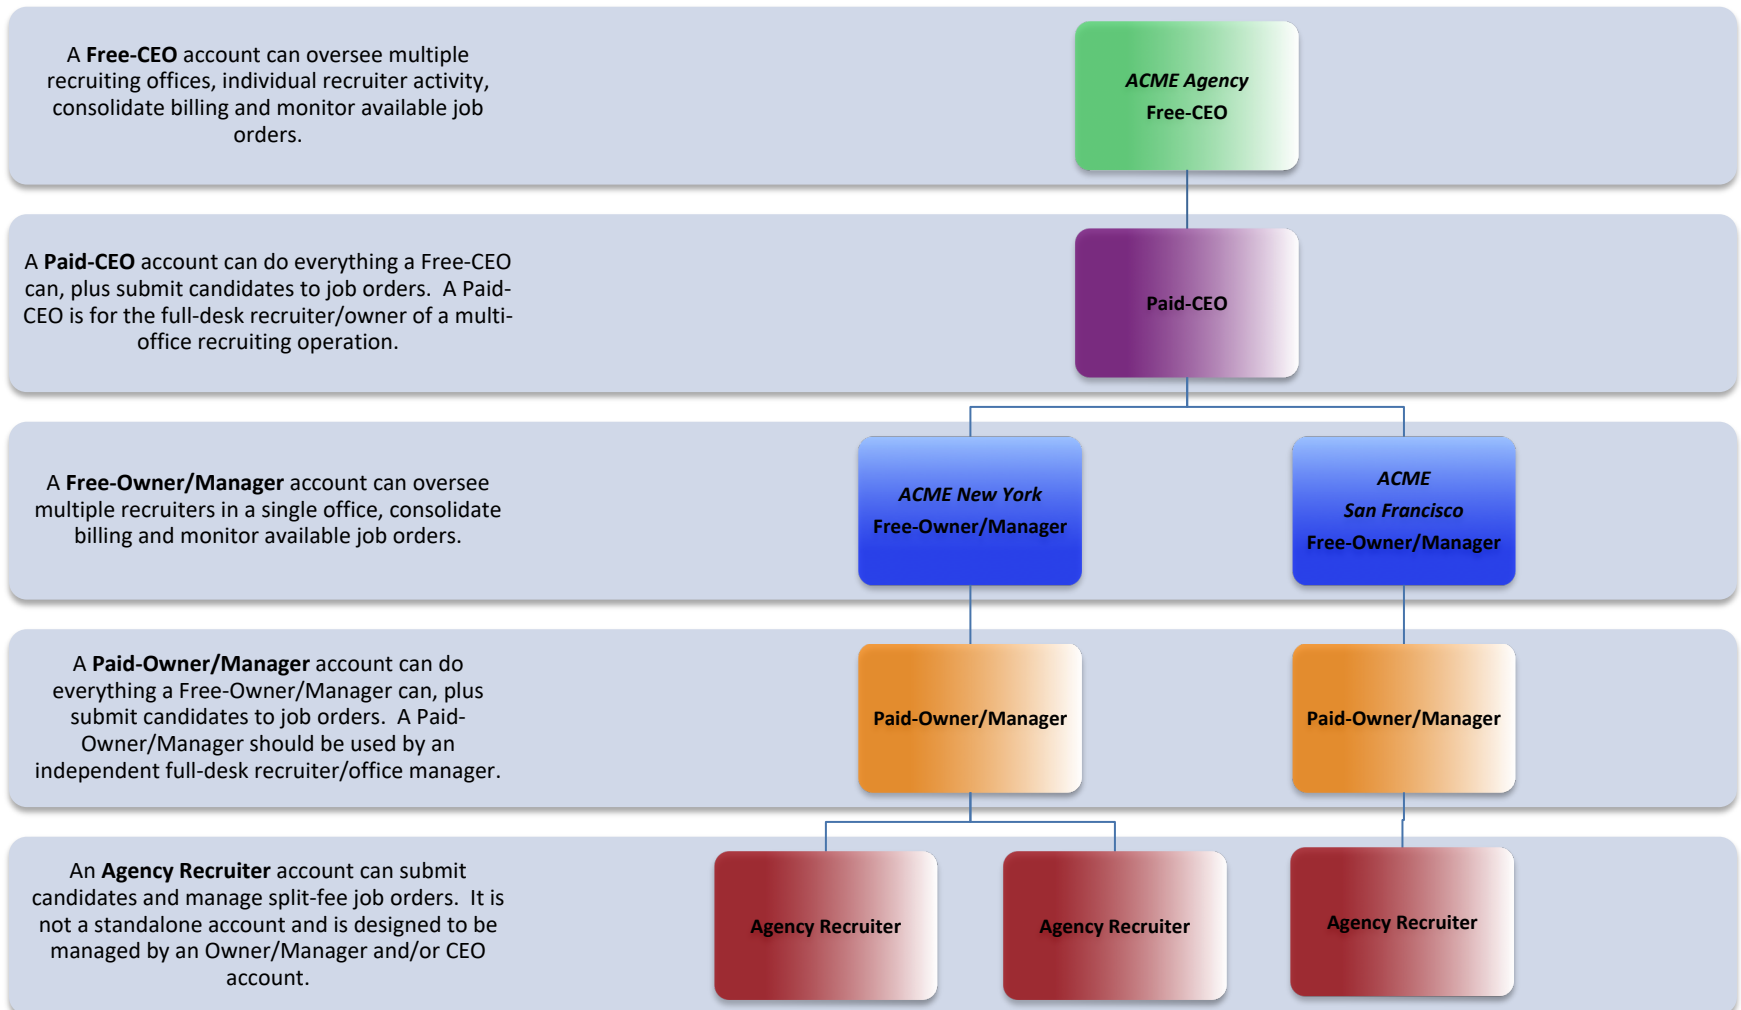 A Free-CEO account can oversee multiple
recruiting offices, individual recruiter activity,
consolidate billing and monitor available job
orders.
ACME Agency
Free-CEO
A Paid-CEO account can do everything a Free-CEO
can, plus submit candidates to job orders.  A Paid-
CEO is for the full-desk recruiter/owner of a multi-
office recruiting operation.
Paid-CEO
A Free-Owner/Manager account can oversee
multiple recruiters in a single office, consolidate
billing and monitor available job orders.
ACME New York
Free-Owner/Manager
ACME
San Francisco
Free-Owner/Manager
A Paid-Owner/Manager account can do
everything a Free-Owner/Manager can, plus
submit candidates to job orders.  A Paid-
Owner/Manager should be used by an
independent full-desk recruiter/office manager.
Paid-Owner/Manager
Paid-Owner/Manager
An Agency Recruiter account can submit
candidates and manage split-fee job orders.  It is
not a standalone account and is designed to be
managed by an Owner/Manager and/or CEO
account.
Agency Recruiter
Agency Recruiter
Agency Recruiter